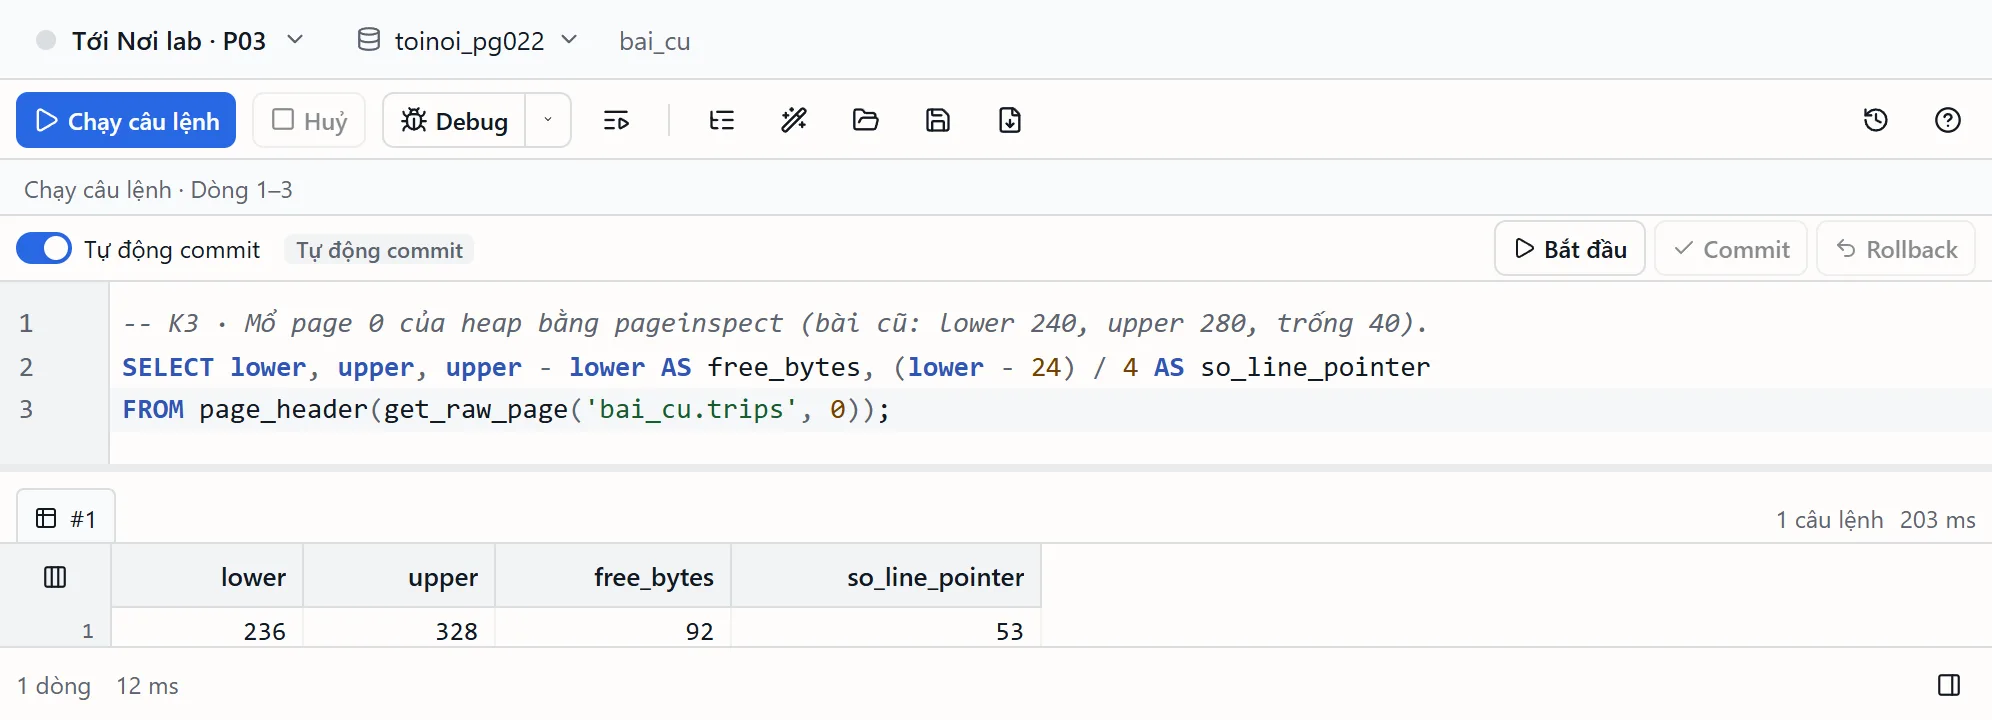 Tới Nơi lab · P03 toinoi_pg022 bai_cu
Chạy câu lệnh Huỷ Debug
Chạy câu lệnh · Dòng 1–3
Tự động commit Tự động commit Bắt đầu Commit Rollback
1 -- K3 · Mổ page 0 của heap bằng pageinspect (bài cũ: lower 240, upper 280, trống 40).
2 SELECT lower, upper, upper - lower AS free_bytes, (lower - 24) / 4 AS so_line_pointer
3 FROM page_header(get_raw_page('bai_cu.trips', 0));
#1 1 câu lệnh 203 ms
lower upper free_bytes so_line_pointer
1 236 328 92 53
1 dòng 12 ms